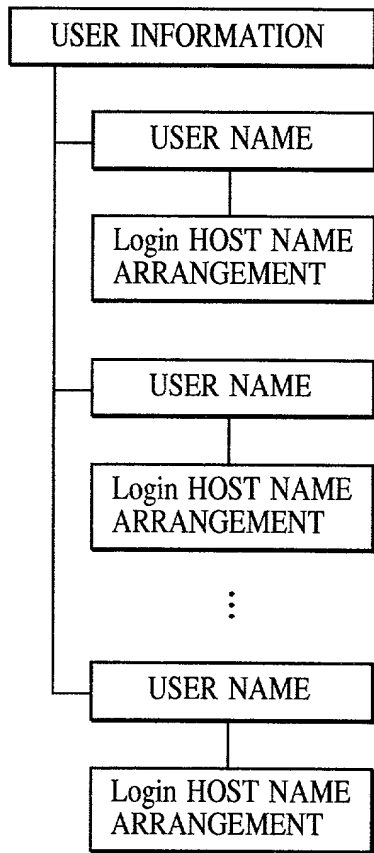 USER INFORMATION
USER NAME
Login HOST NAME
ARRANGEMENT
USER NAME
Login HOST NAME
ARRANGEMENT
USER NAME
Login HOST NAME
ARRANGEMENT